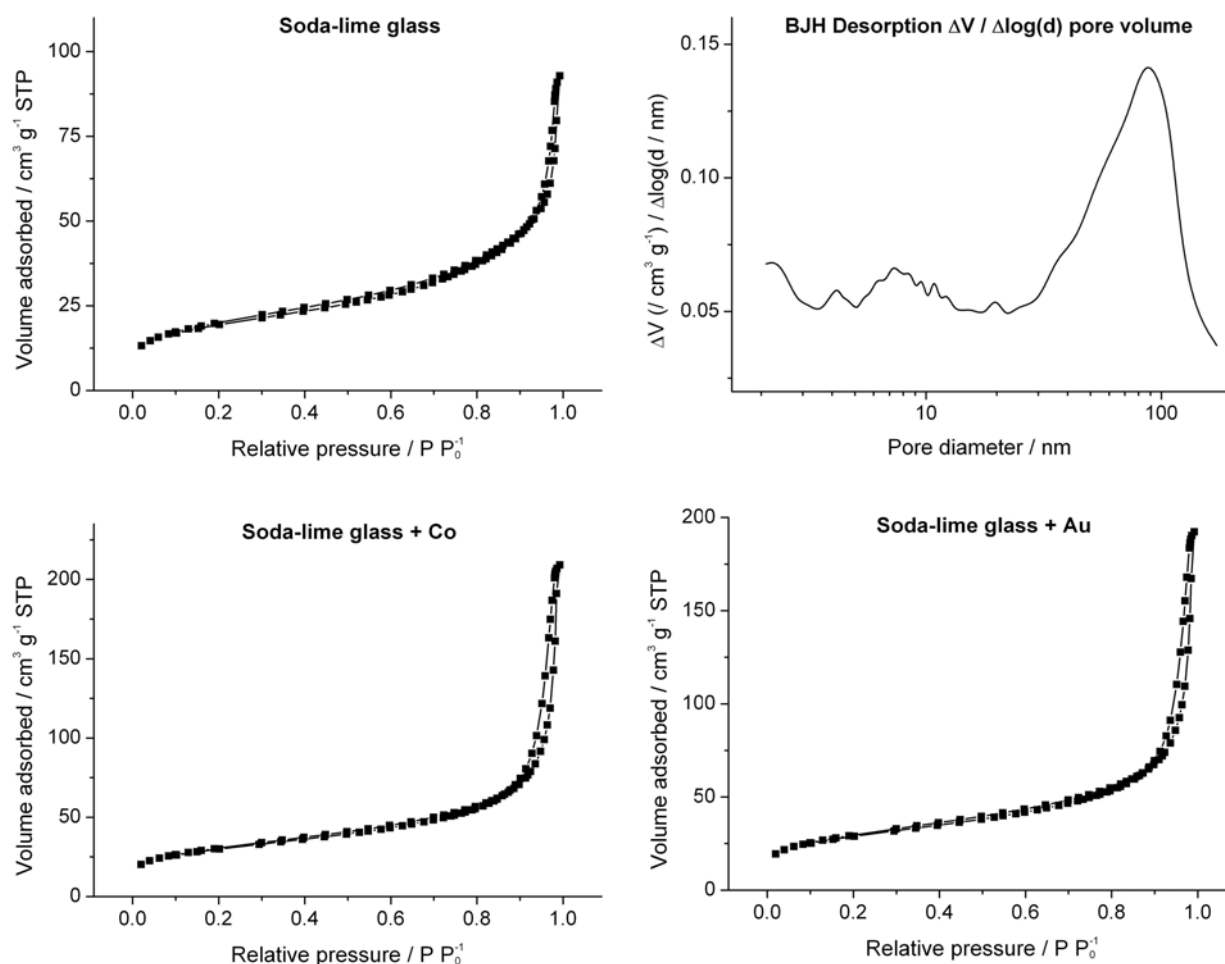 Soda-lime glass
Volume adsorbed / cm³ g⁻¹ STP
100
75
50
25
0
0.0 0.2 0.4 0.6 0.8 1.0
Relative pressure / P P₀⁻¹
BJH Desorption ΔV / Δlog(d) pore volume
ΔV (/ cm³ g⁻¹) / Δlog(d / nm)
0.15
0.10
0.05
10 100
Pore diameter / nm
Soda-lime glass + Co
Volume adsorbed / cm³ g⁻¹ STP
200
150
100
50
0
0.0 0.2 0.4 0.6 0.8 1.0
Relative pressure / P P₀⁻¹
Soda-lime glass + Au
Volume adsorbed / cm³ g⁻¹ STP
200
150
100
50
0
0.0 0.2 0.4 0.6 0.8 1.0
Relative pressure / P P₀⁻¹